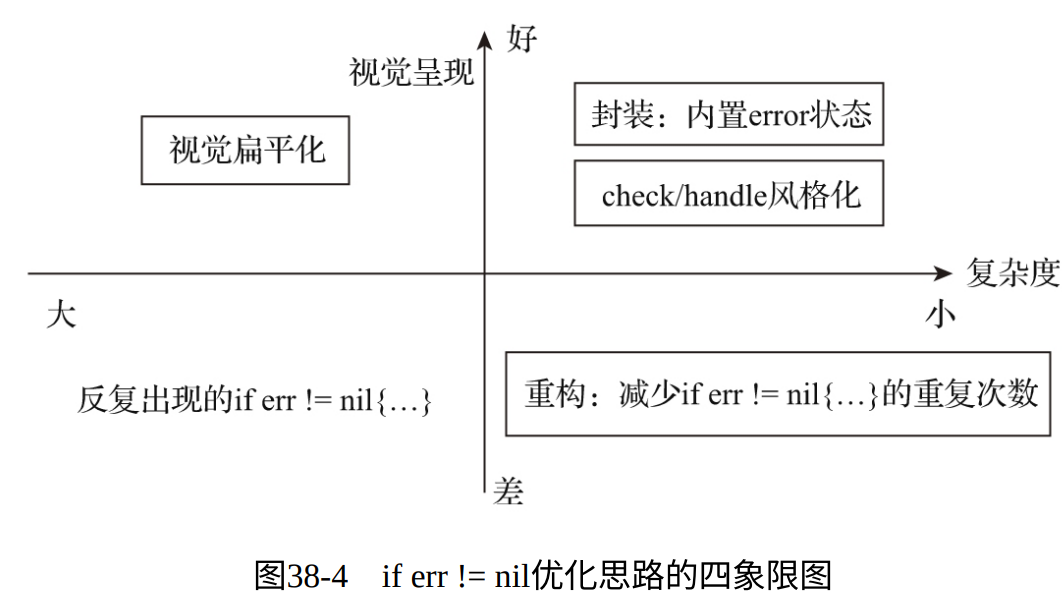 好
视觉呈现
封装：内置error状态
视觉扁平化
check/handle风格化
复杂度
大
小
反复出现的if err != nil{…}
重构：减少if err != nil{…}的重复次数
差
图38-4 if err != nil优化思路的四象限图